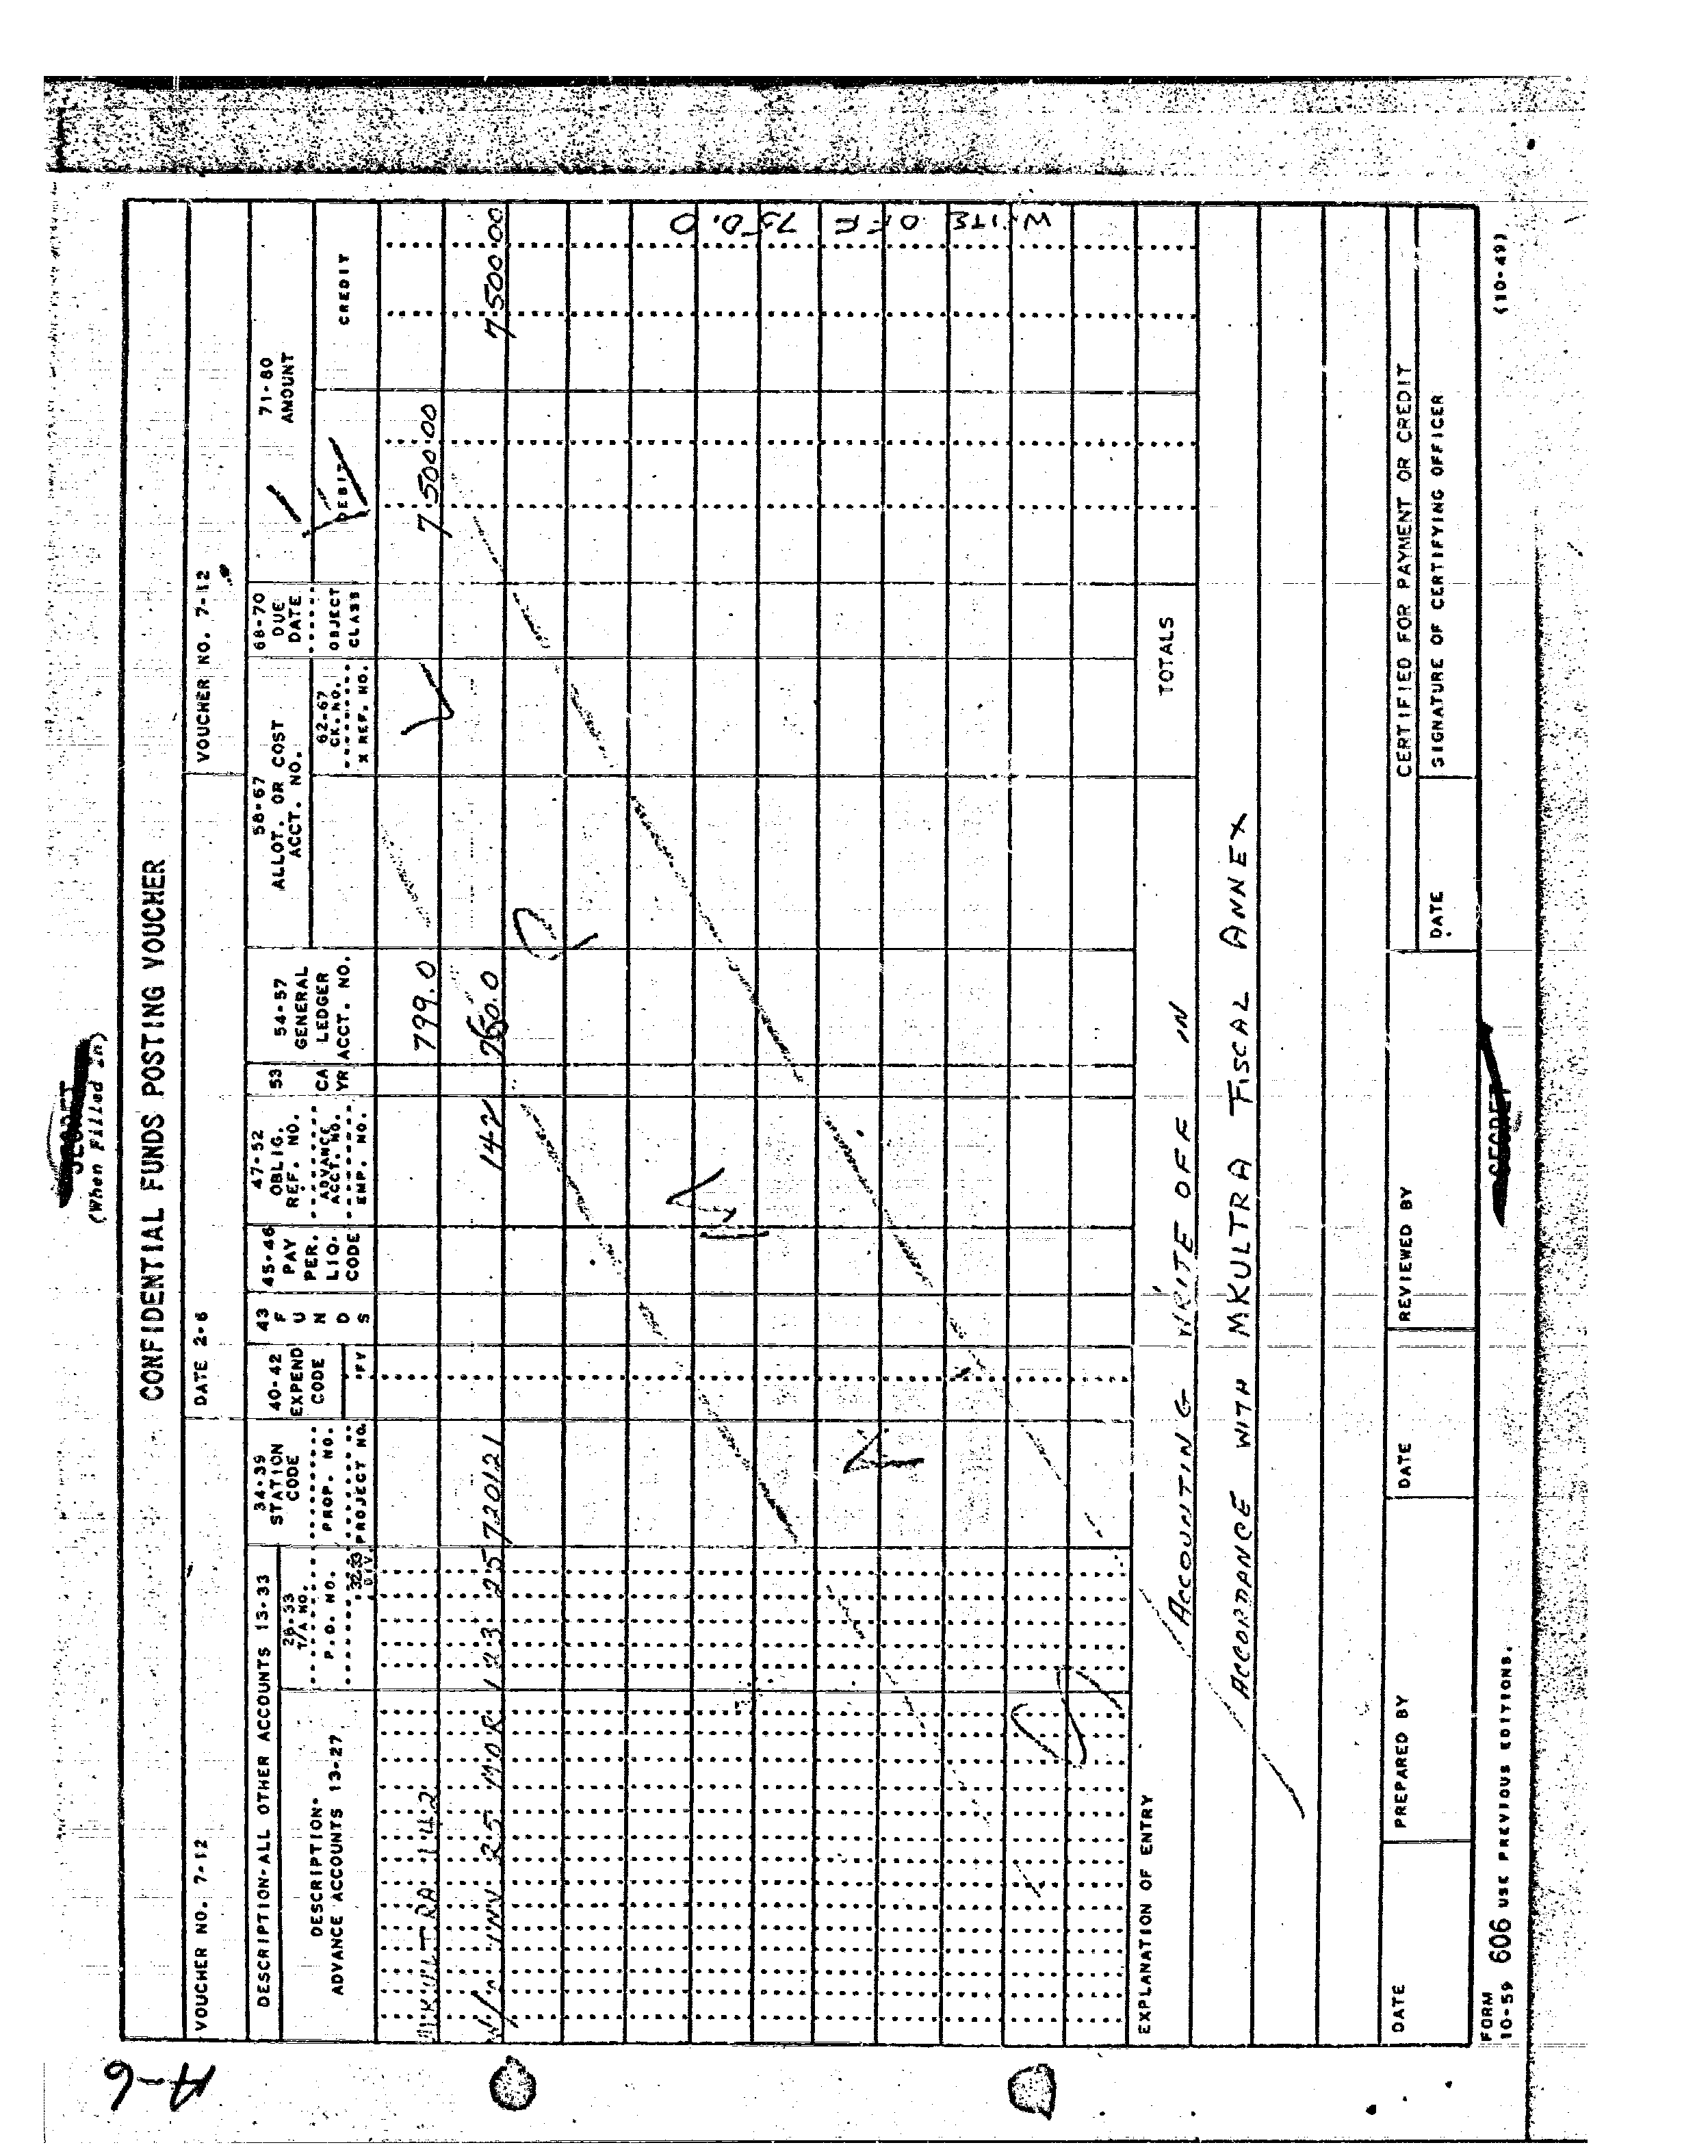 A-6
SECRET
(When Filled In)
CONFIDENTIAL FUNDS POSTING VOUCHER
VOUCHER NO. 7-12
DATE 2-6
VOUCHER NO. 7-12
DESCRIPTION-ALL OTHER ACCOUNTS 13-33
DESCRIPTION-
ADVANCE ACCOUNTS 13-27
28-33
T/A NO.
P.O. NO.
32-33
DIV
34-39
STATION
CODE
PROP. NO.
PROJECT NO.
40-42
EXPEND
CODE
PFY
43
F
U
N
D
S
45-46
PAY
PER.
LIQ.
CODE
47-52
OBLIG.
REF. NO.
ADVANCE
ACCT. NO.
EMP. NO.
53
CA
YR
54-57
GENERAL
LEDGER
ACCT. NO.
58-67
ALLOT. OR COST
ACCT. NO.
62-67
CK. NO.
X REF. NO.
68-70
DUE
DATE
OBJECT
CLASS
71-80
AMOUNT
DEBIT
CREDIT
MKULTRA 142 799.0 7 500 00
INV 25 MOR 123 25720121 142 750.0 7 500 00
WRITE OFF 750.0
TOTALS
EXPLANATION OF ENTRY
ACCOUNTING WRITE OFF IN
ACCORDANCE WITH MKULTRA FISCAL ANNEX
DATE
PREPARED BY
DATE
REVIEWED BY
CERTIFIED FOR PAYMENT OR CREDIT
DATE
SIGNATURE OF CERTIFYING OFFICER
FORM
10-59 606 USE PREVIOUS EDITIONS.
SECRET
(10-49)